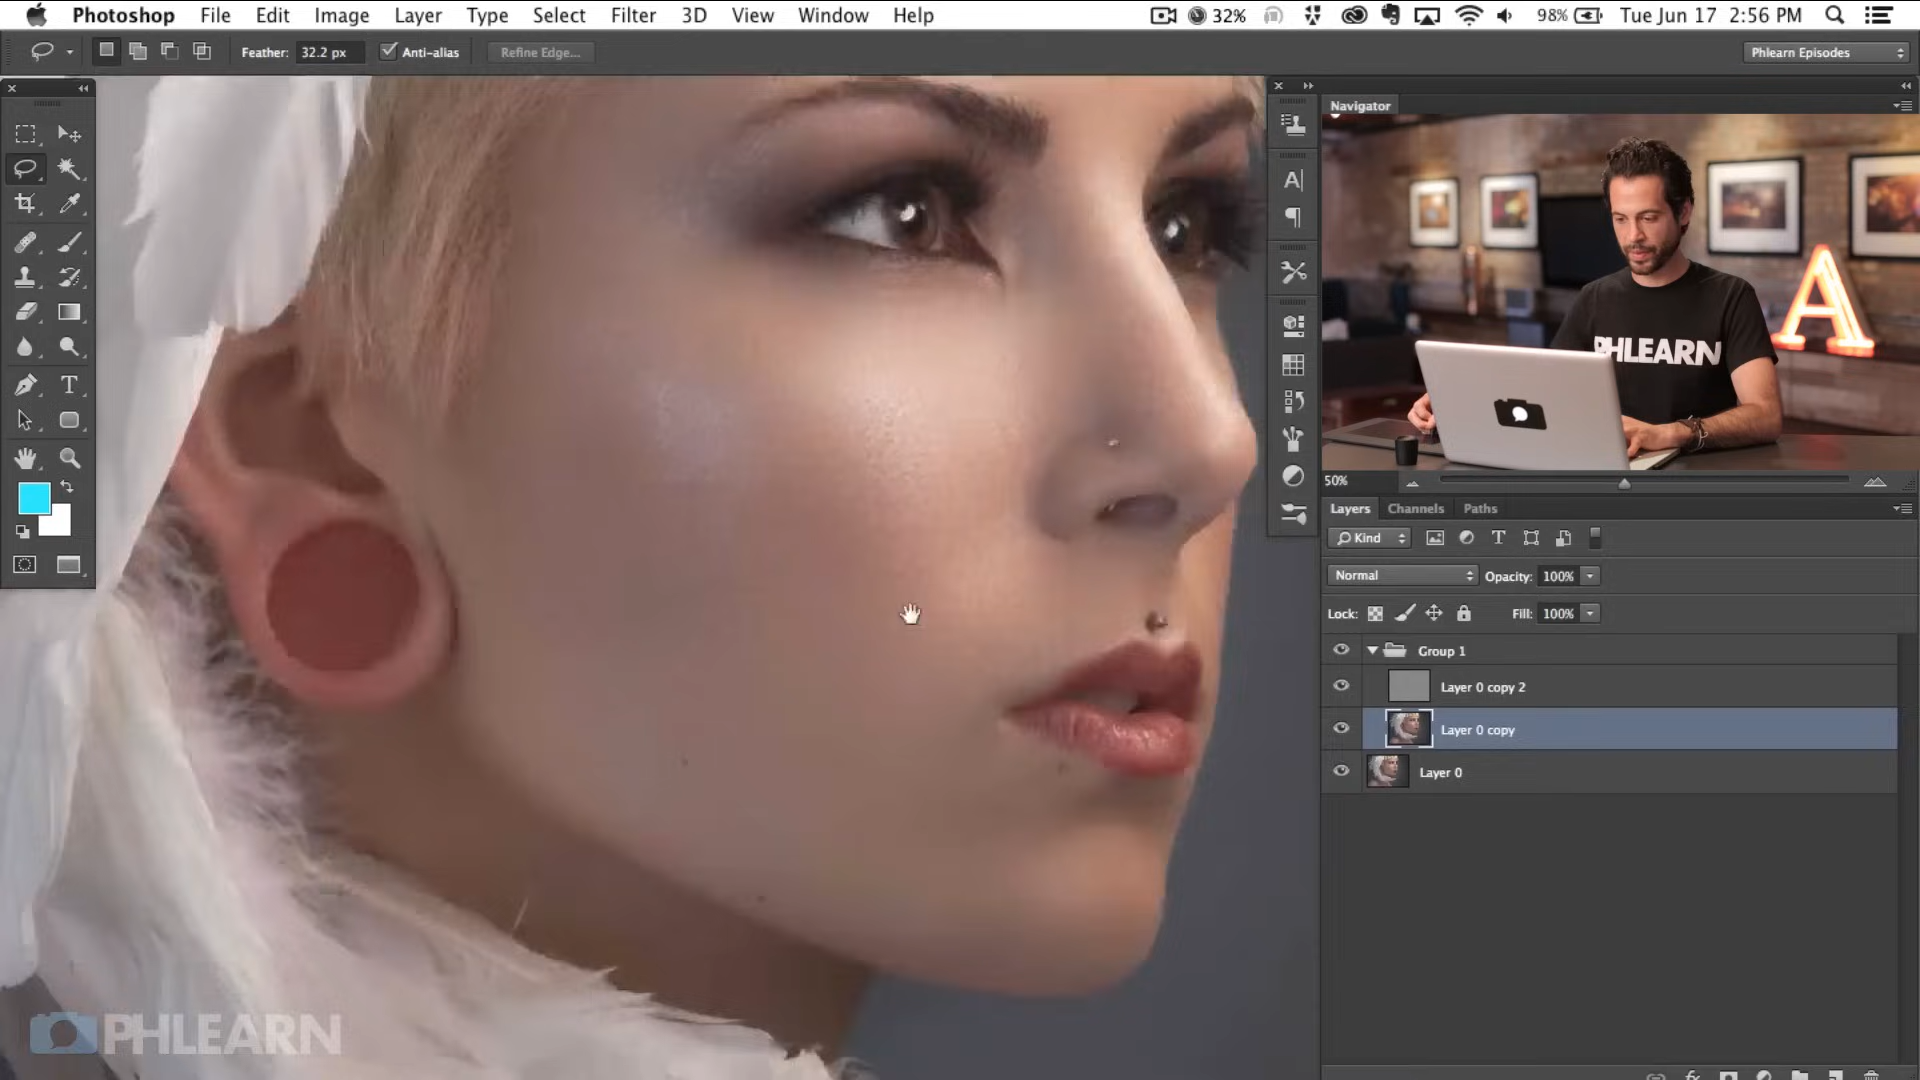 Photoshop File Edit Image Layer Type Select Filter 3D View Window Help 32% 98% Tue Jun 17 2:56 PM
Feather: 32.2 px Anti-alias Refine Edge... Phlearn Episodes
Navigator
A
PHLEARN
50%
Layers Channels Paths
Kind
Normal Opacity: 100%
Lock: Fill: 100%
Group 1
Layer 0 copy 2
Layer 0 copy
Layer 0
PHLEARN